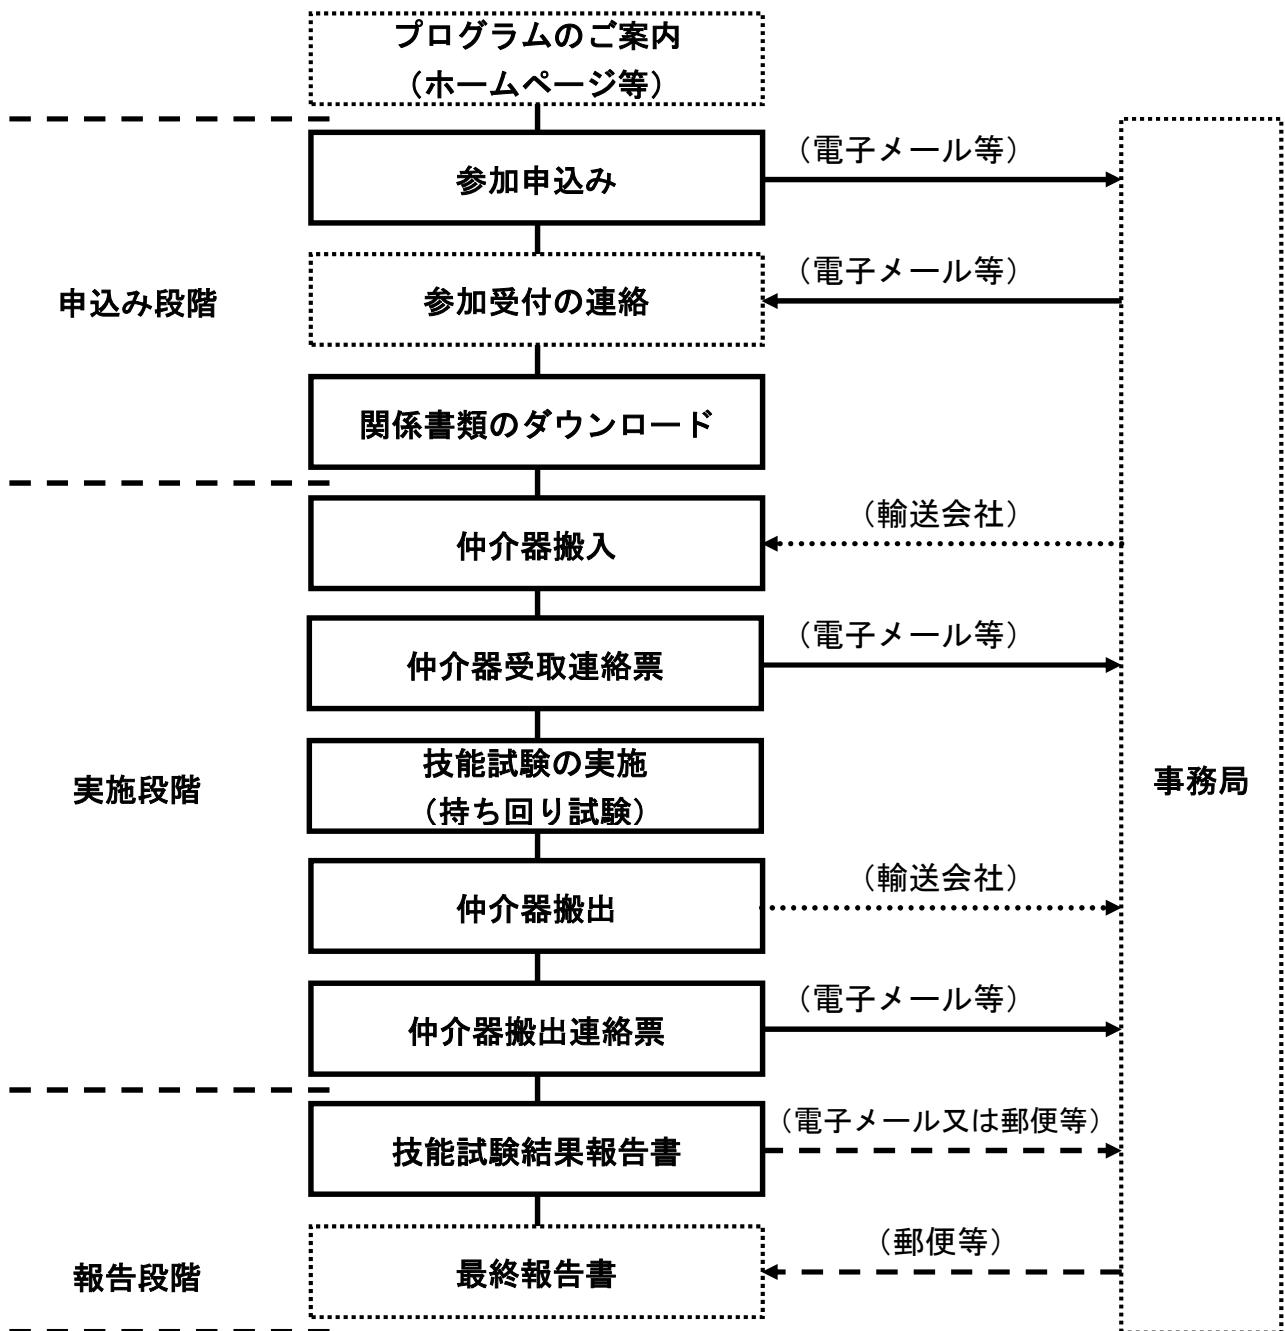 プログラムのご案内
（ホームページ等）
参加申込み
（電子メール等）
申込み段階
参加受付の連絡
（電子メール等）
関係書類のダウンロード
仲介器搬入
（輸送会社）
仲介器受取連絡票
（電子メール等）
実施段階
技能試験の実施
（持ち回り試験）
事務局
仲介器搬出
（輸送会社）
仲介器搬出連絡票
（電子メール等）
技能試験結果報告書
（電子メール又は郵便等）
報告段階
最終報告書
（郵便等）